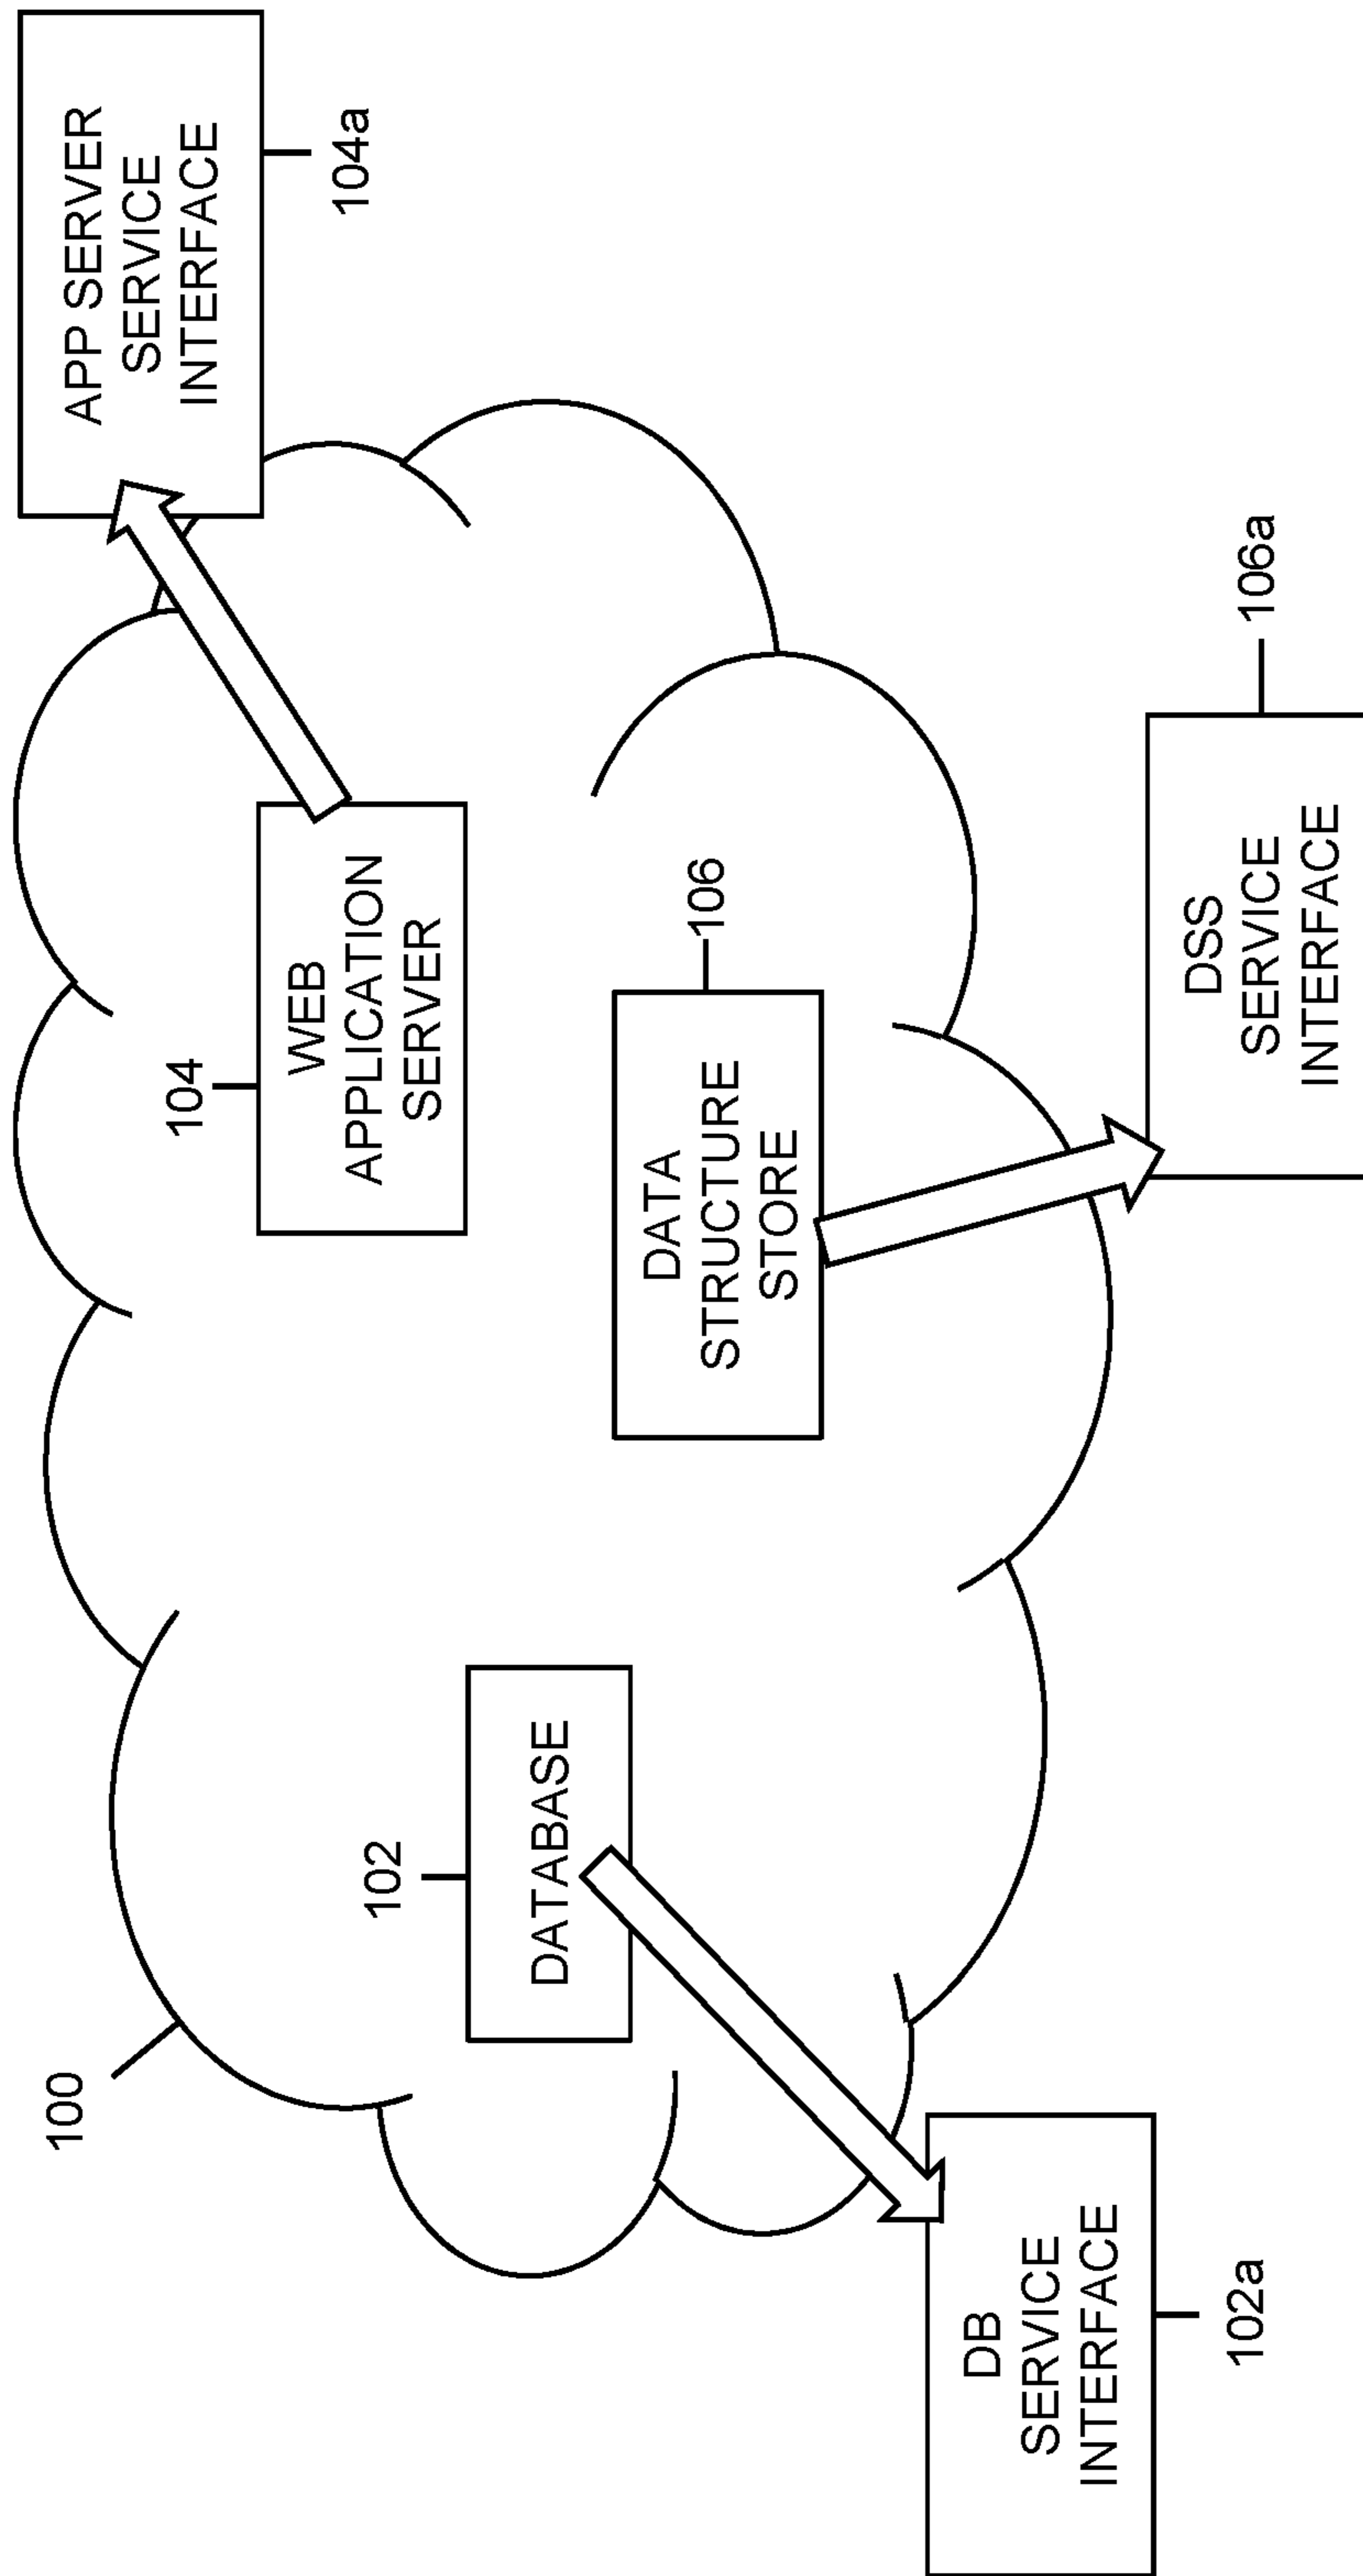 100
102
DATABASE
DB
SERVICE
INTERFACE
102a
104
WEB
APPLICATION
SERVER
APP SERVER
SERVICE
INTERFACE
104a
106
DATA
STRUCTURE
STORE
DSS
SERVICE
INTERFACE
106a